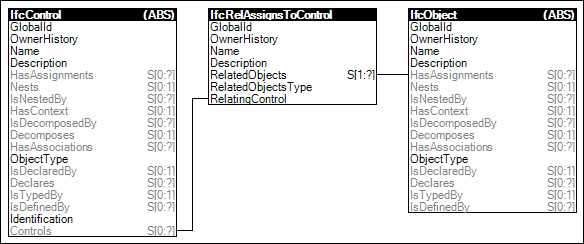 IfcControl (ABS)
GlobalId
OwnerHistory
Name
Description
HasAssignments S[0:?]
Nests S[0:1]
IsNestedBy S[0:?]
HasContext S[0:1]
IsDecomposedBy S[0:?]
Decomposes S[0:1]
HasAssociations S[0:?]
ObjectType
IsDeclaredBy S[0:1]
Declares S[0:?]
IsTypedBy S[0:1]
IsDefinedBy S[0:?]
Identification
Controls S[0:?]
IfcRelAssignsToControl
GlobalId
OwnerHistory
Name
Description
RelatedObjects S[1:?]
RelatedObjectsType
RelatingControl
IfcObject (ABS)
GlobalId
OwnerHistory
Name
Description
HasAssignments S[0:?]
Nests S[0:1]
IsNestedBy S[0:?]
HasContext S[0:1]
IsDecomposedBy S[0:?]
Decomposes S[0:1]
HasAssociations S[0:?]
ObjectType
IsDeclaredBy S[0:1]
Declares S[0:?]
IsTypedBy S[0:1]
IsDefinedBy S[0:?]